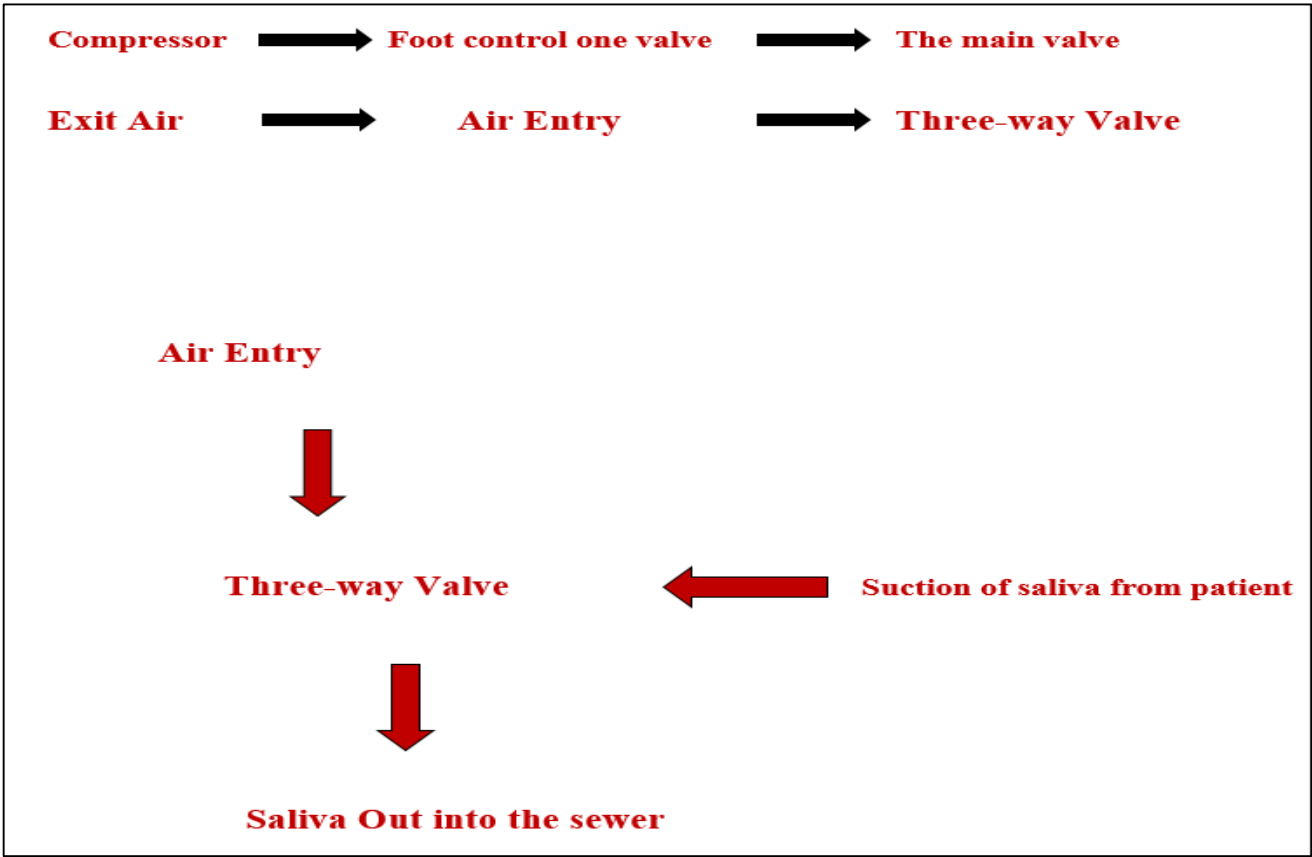 Compressor Foot control one valve The main valve
Exit Air Air Entry Three-way Valve
Air Entry
Three-way Valve Suction of saliva from patient
Saliva Out into the sewer